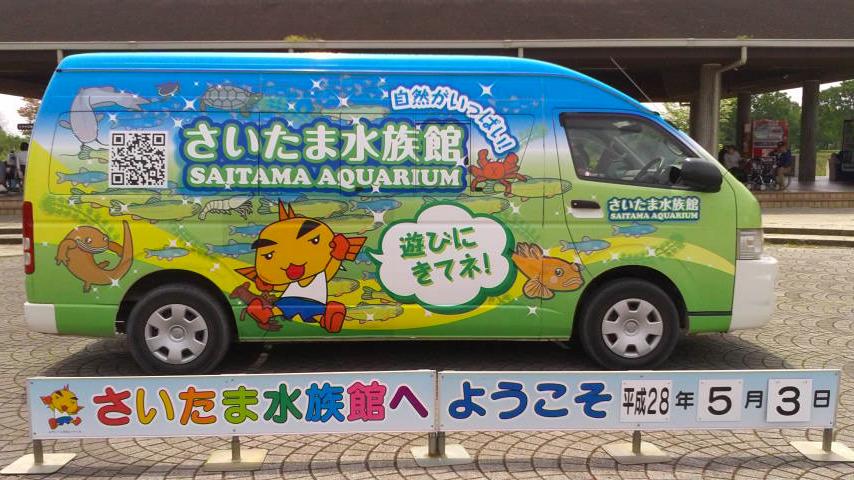 自然がいっぱい!!
さいたま水族館
SAITAMA AQUARIUM
さいたま水族館
SAITAMA AQUARIUM
遊びに
きてネ!
さいたま水族館へ ようこそ 平成28年5月3日